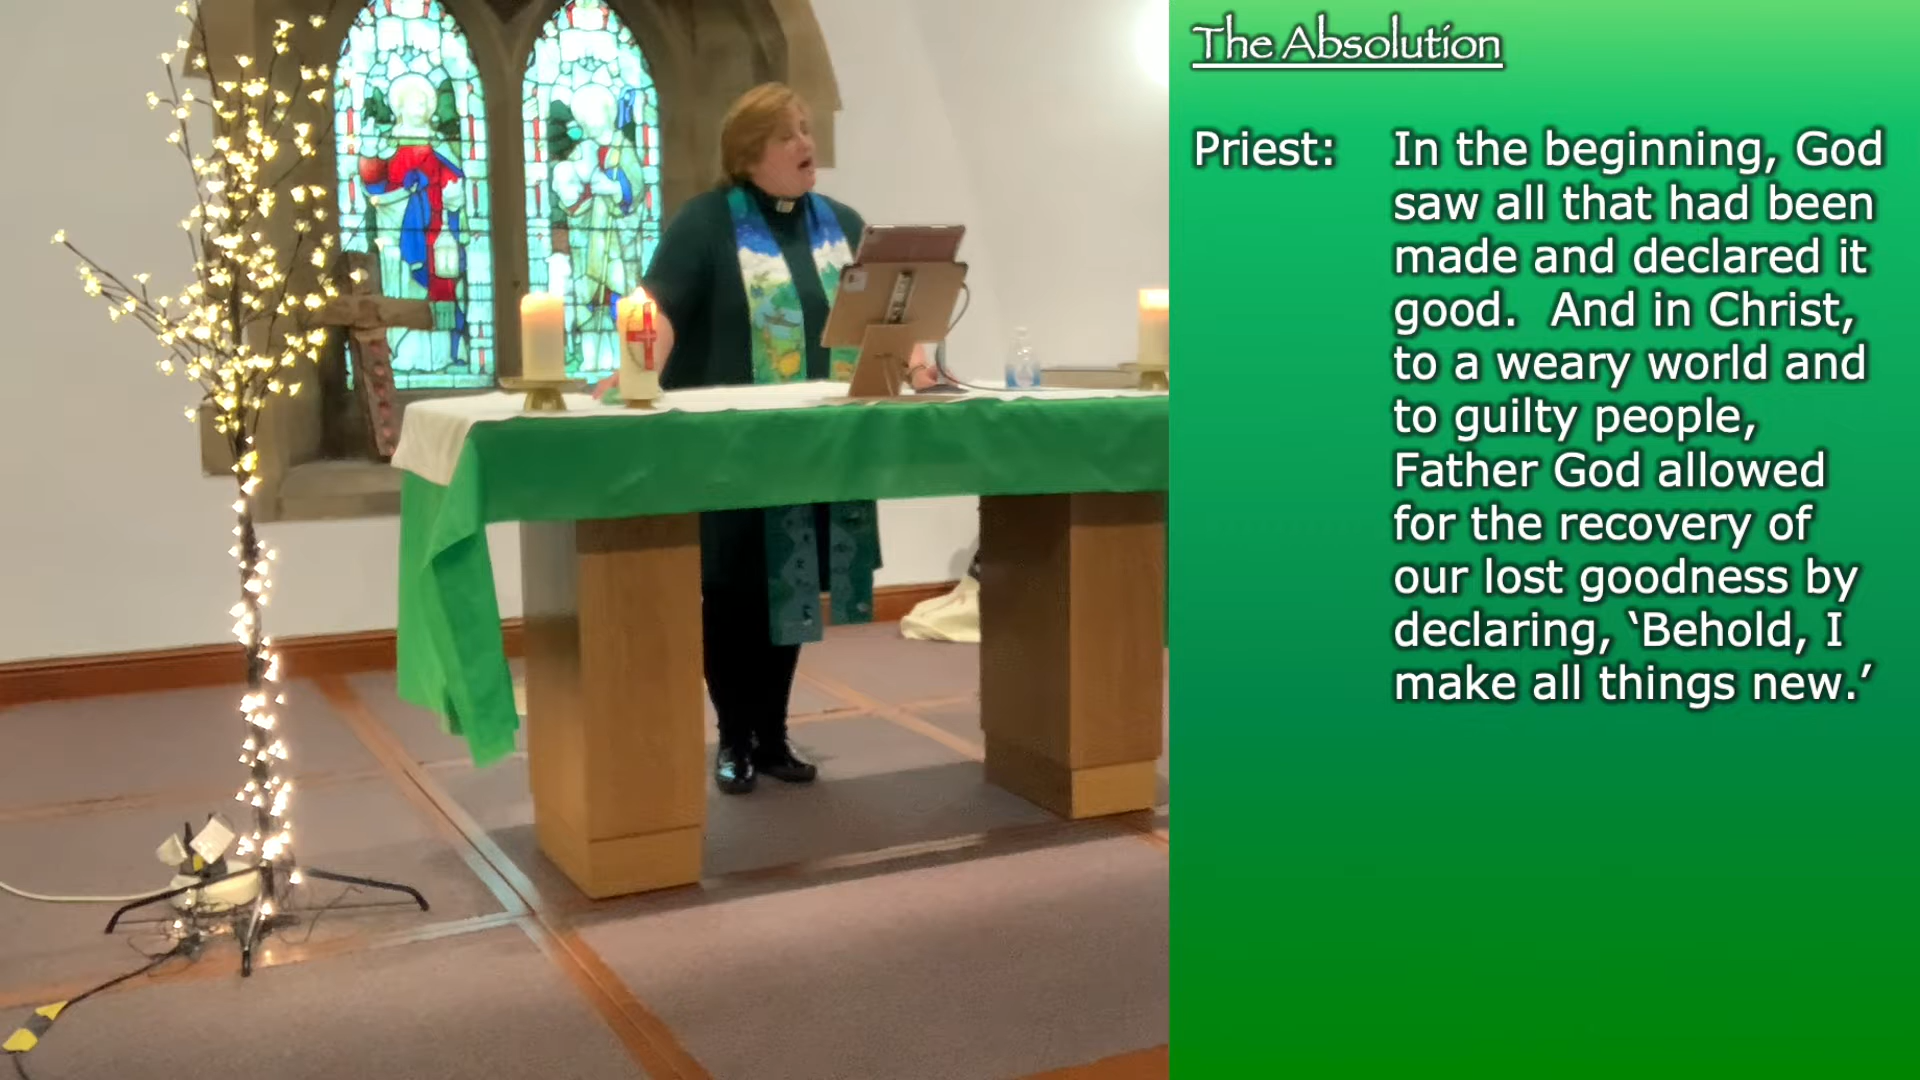 The Absolution
Priest: In the beginning, God
saw all that had been
made and declared it
good.  And in Christ,
to a weary world and
to guilty people,
Father God allowed
for the recovery of
our lost goodness by
declaring, ‘Behold, I
make all things new.’